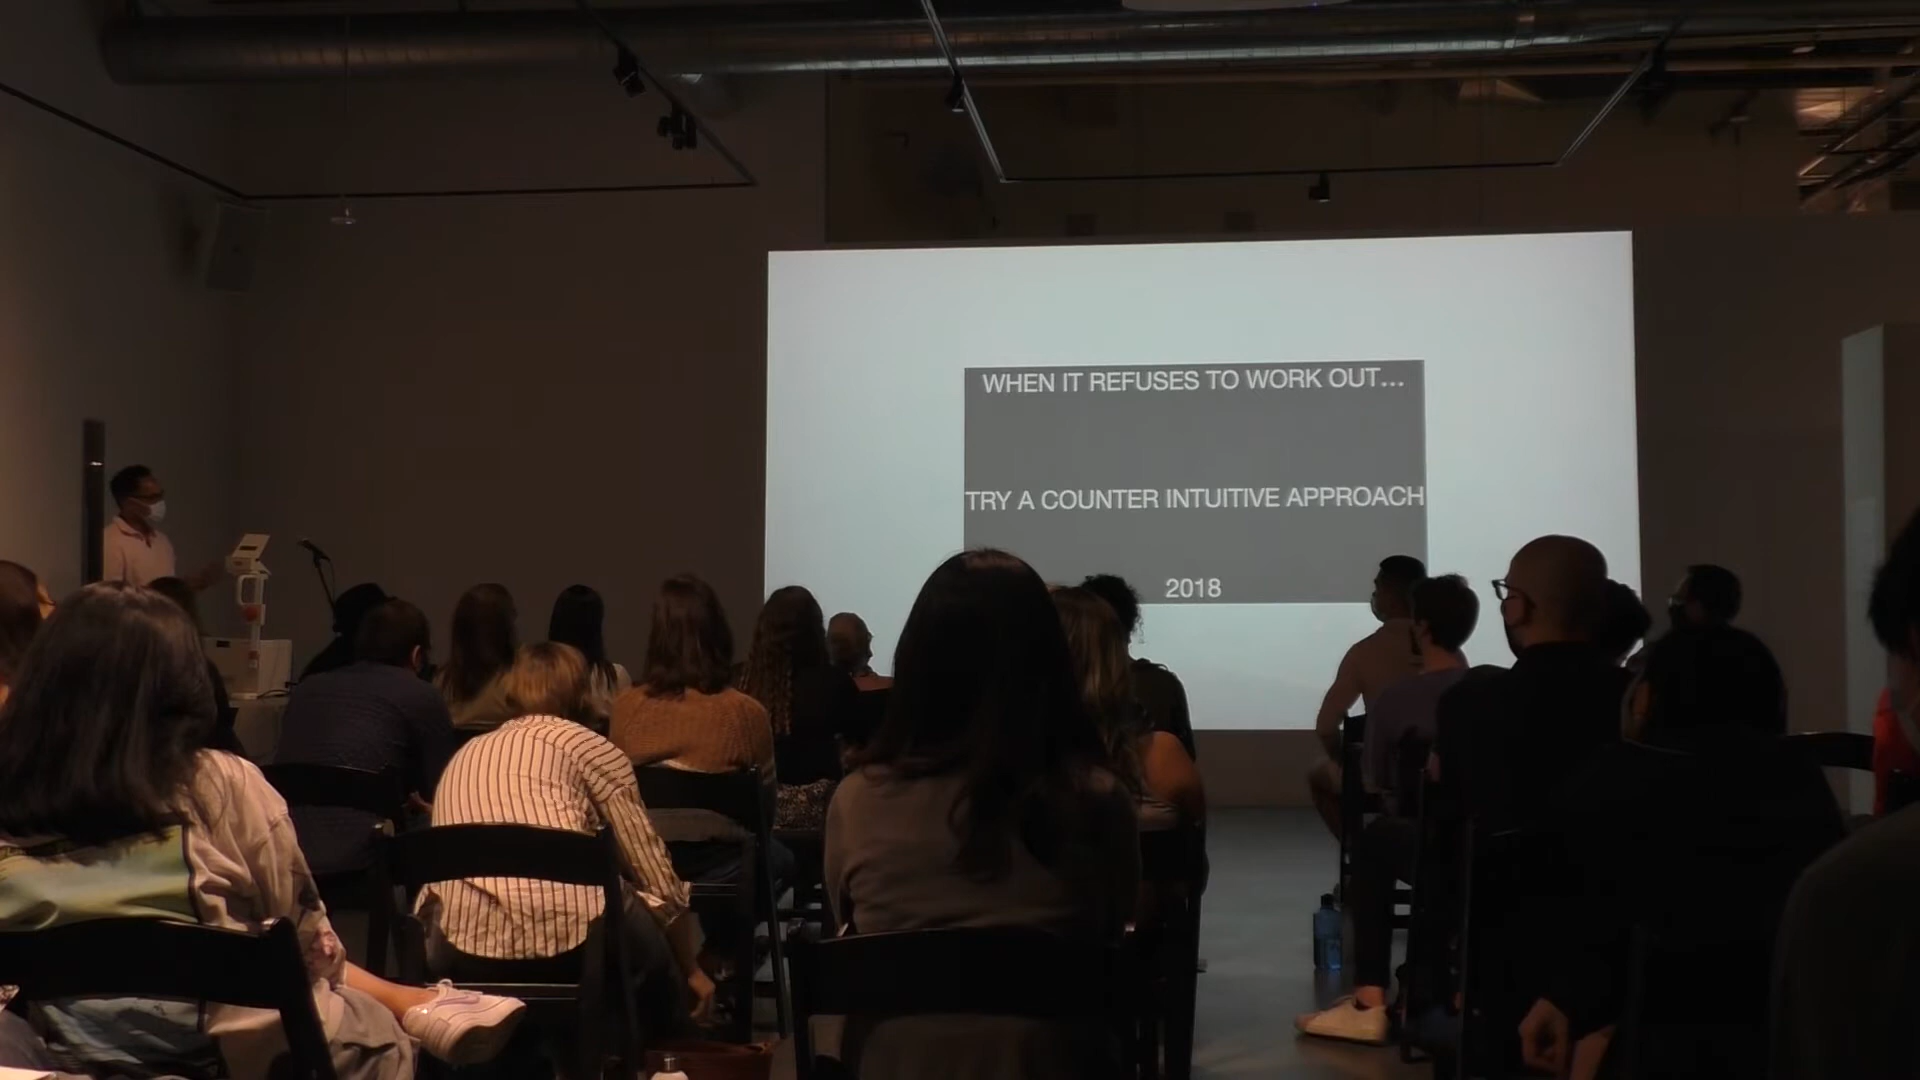 WHEN IT REFUSES TO WORK OUT...
TRY A COUNTER INTUITIVE APPROACH
2018